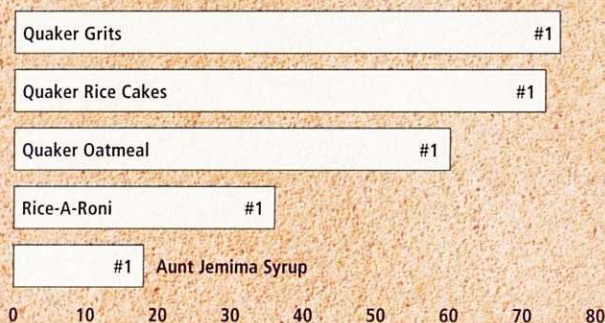 Quaker Grits #1
Quaker Rice Cakes #1
Quaker Oatmeal #1
Rice-A-Roni #1
#1 Aunt Jemima Syrup
0 10 20 30 40 50 60 70 80